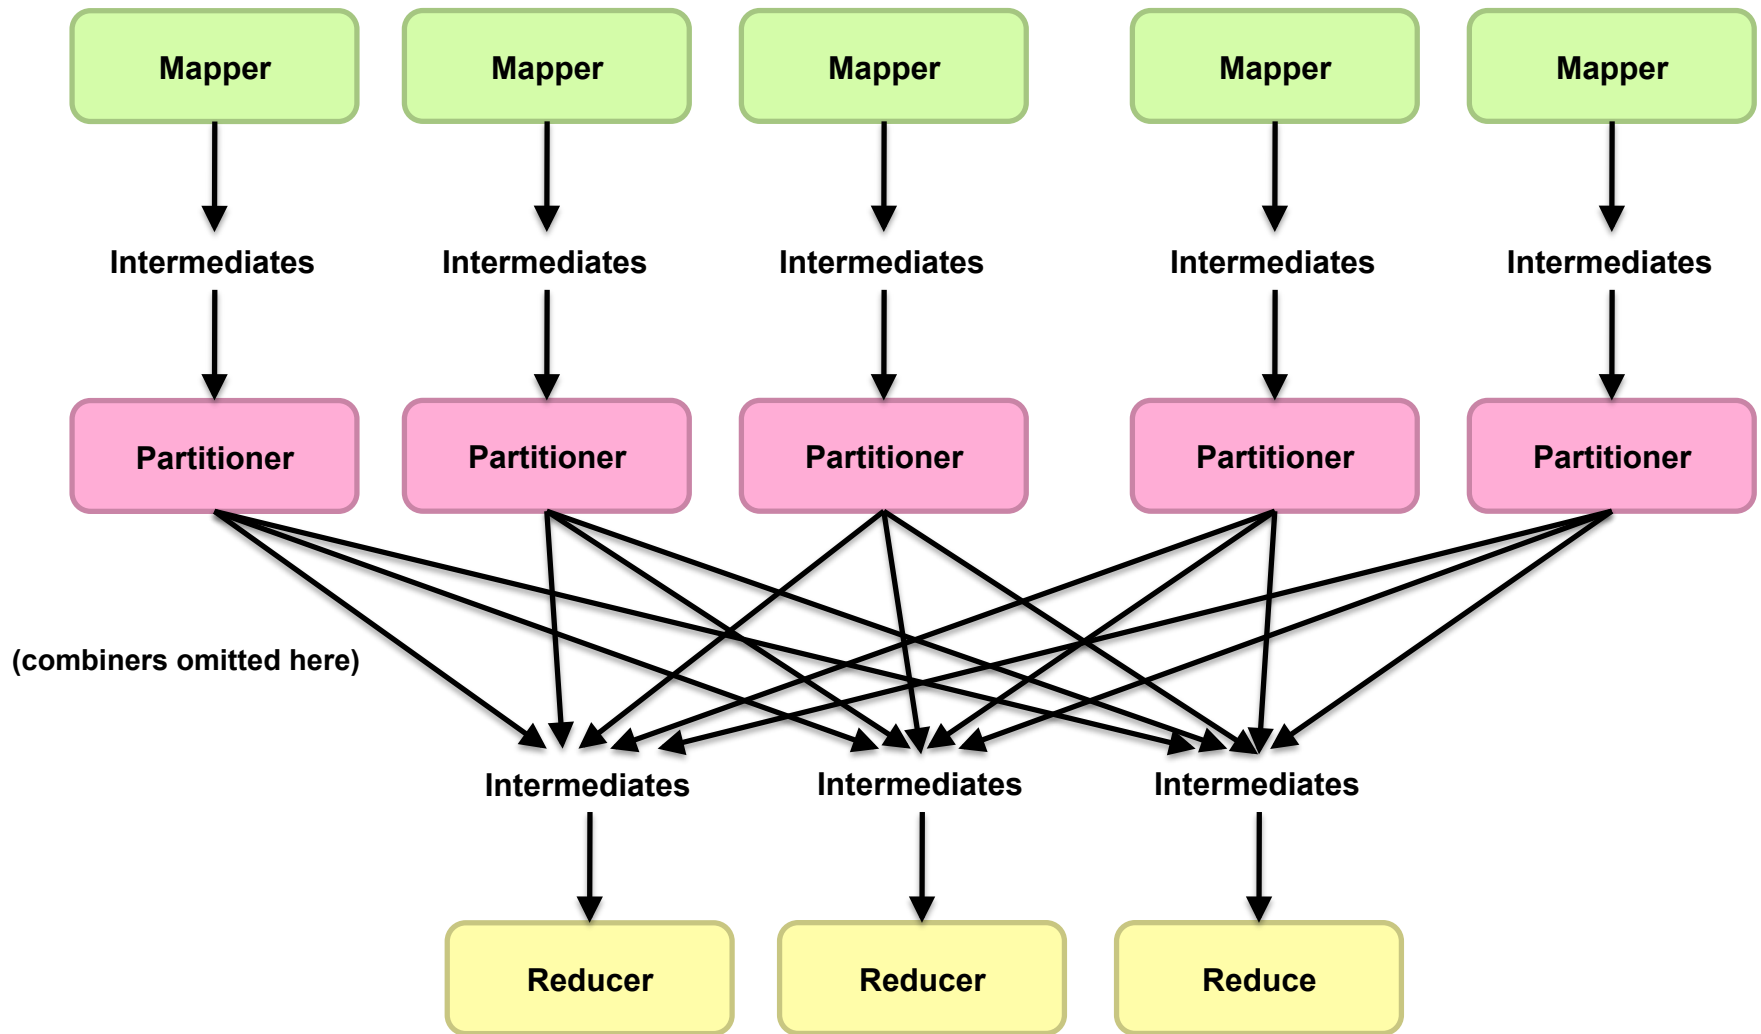 Mapper
Mapper
Mapper
Mapper
Mapper
Intermediates
Intermediates
Intermediates
Intermediates
Intermediates
Partitioner
Partitioner
Partitioner
Partitioner
Partitioner
(combiners omitted here)
Intermediates
Intermediates
Intermediates
Reducer
Reducer
Reduce